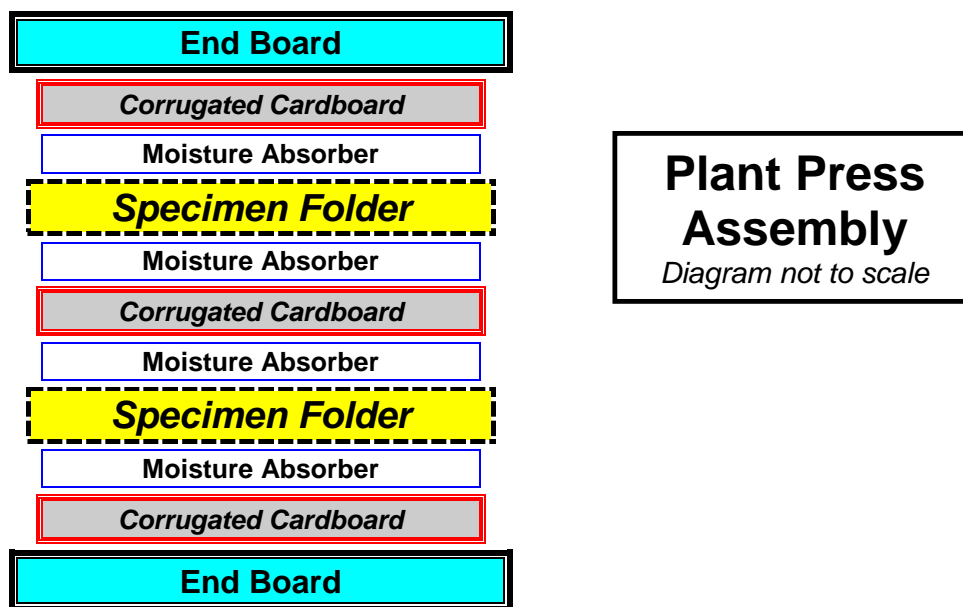 End Board
Corrugated Cardboard
Moisture Absorber
Specimen Folder
Moisture Absorber
Corrugated Cardboard
Moisture Absorber
Specimen Folder
Moisture Absorber
Corrugated Cardboard
End Board
Plant Press
Assembly
Diagram not to scale